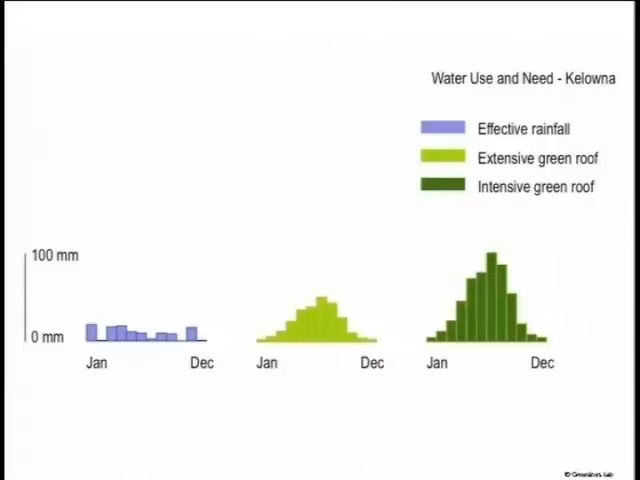 Water Use and Need - Kelowna
Effective rainfall
Extensive green roof
Intensive green roof
100 mm
0 mm
Jan Dec Jan Dec Jan Dec